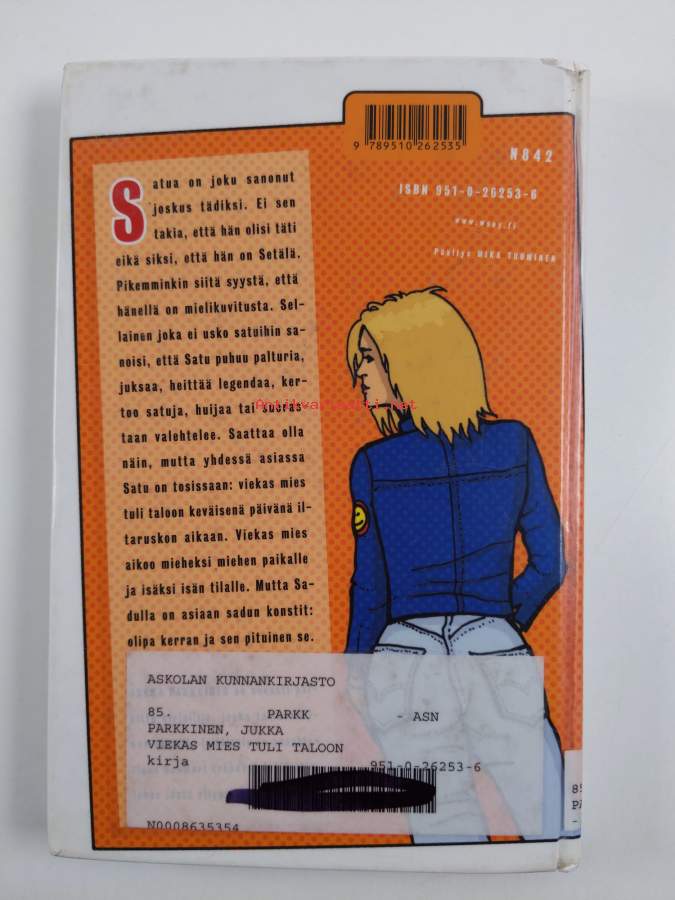 9 789510 262535
N842
ISBN 951-0-26253-6
www.wsoy.fi
Päällys MIKA TUOMINEN
Satua on joku sanonut
joskus tädiksi. Ei sen
takia, että hän olisi täti
eikä siksi, että hän on Setälä.
Pikemminkin siitä syystä, että
hänellä on mielikuvitusta. Sel-
lainen joka ei usko satuihin sa-
noisi, että Satu puhuu palturia,
juksaa, heittää legendaa, ker-
too satuja, huijaa tai suoras-
taan valehtelee. Saattaa olla
näin, mutta yhdessä asiassa
Satu on tosissaan: viekas mies
tuli taloon keväisenä päivänä il-
taruskon aikaan. Viekas mies
aikoo mieheksi miehen paikalle
ja isäksi isän tilalle. Mutta Sa-
dulla on asiaan sadun konstit:
olipa kerran ja sen pituinen se.
Antikvariaatti.net
ASKOLAN KUNNANKIRJASTO
85. PARKK - ASN
PARKKINEN, JUKKA
VIEKAS MIES TULI TALOON
kirja 951-0-26253-6
N0008635354
85
PA
-